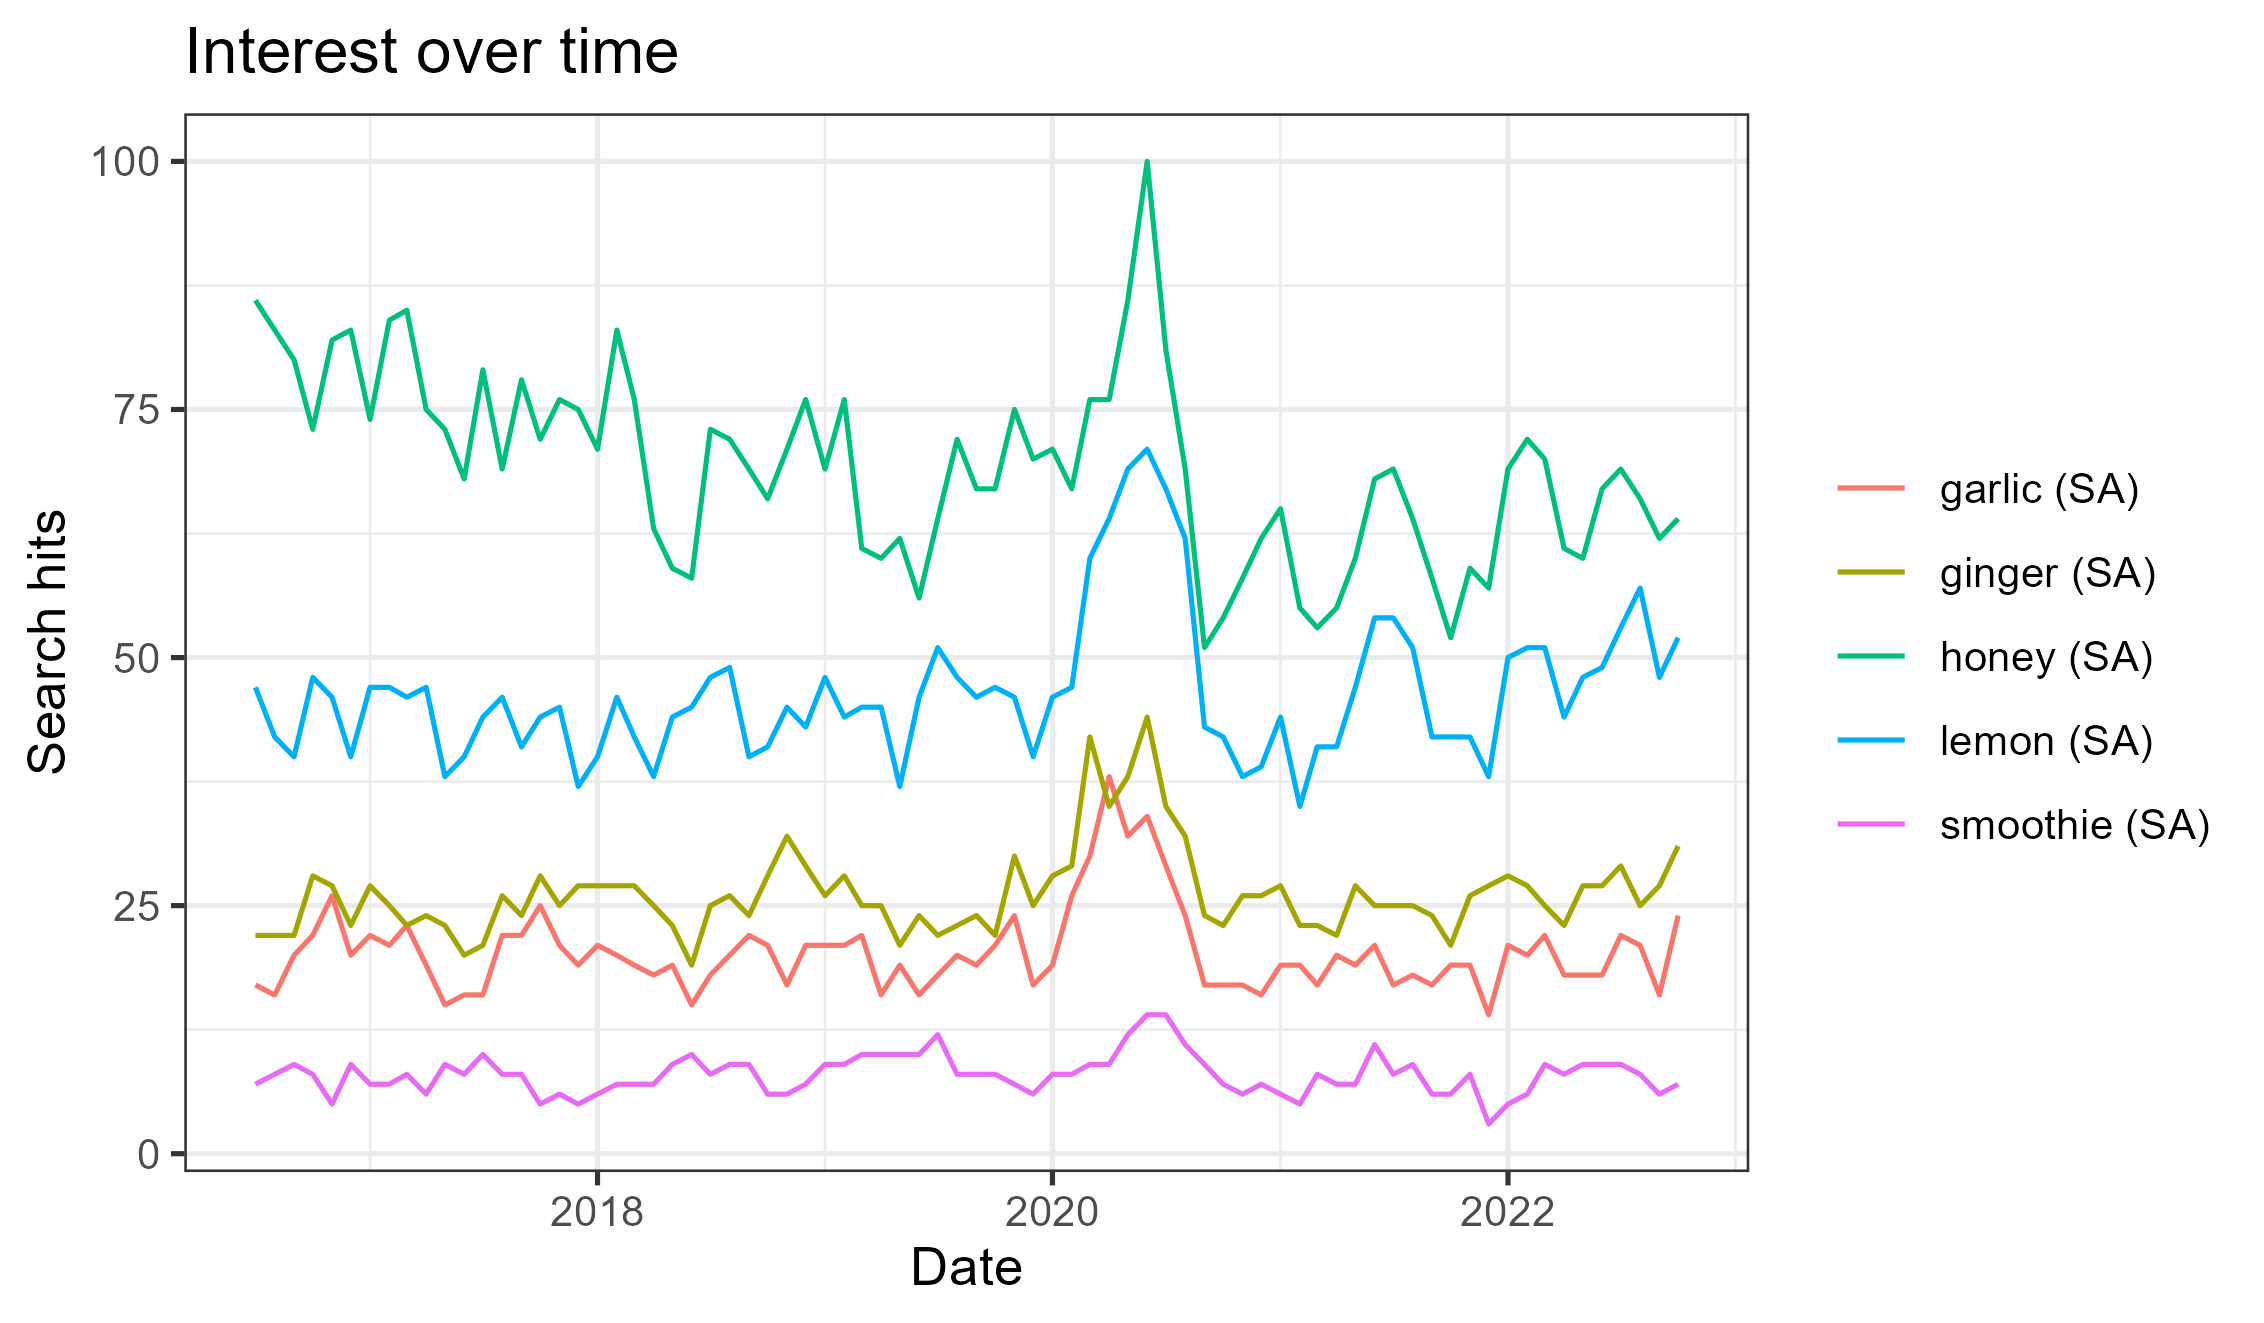 Interest over time
Search hits
100
75
50
25
0
2018
2020
2022
Date
garlic (SA)
ginger (SA)
honey (SA)
lemon (SA)
smoothie (SA)